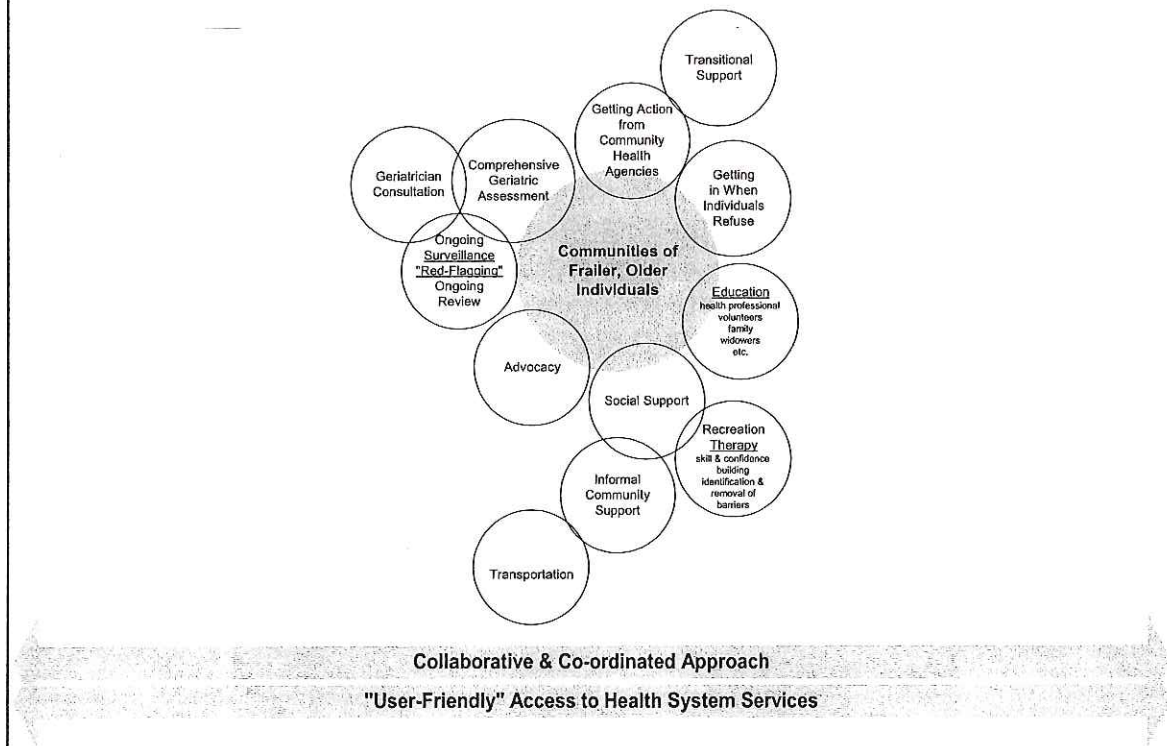 Transitional
Support
Getting Action
from
Community
Health
Agencies
Geriatrician
Consultation
Comprehensive
Geriatric
Assessment
Getting
in When
Individuals
Refuse
Ongoing
Surveillance
"Red-Flagging"
Ongoing
Review
Communities of
Frailer, Older
Individuals
Education
health professional
volunteers
family
widowers
etc.
Advocacy
Social Support
Recreation
Therapy
skill & confidence
building
identification &
removal of
barriers
Informal
Community
Support
Transportation
Collaborative & Co-ordinated Approach
"User-Friendly" Access to Health System Services